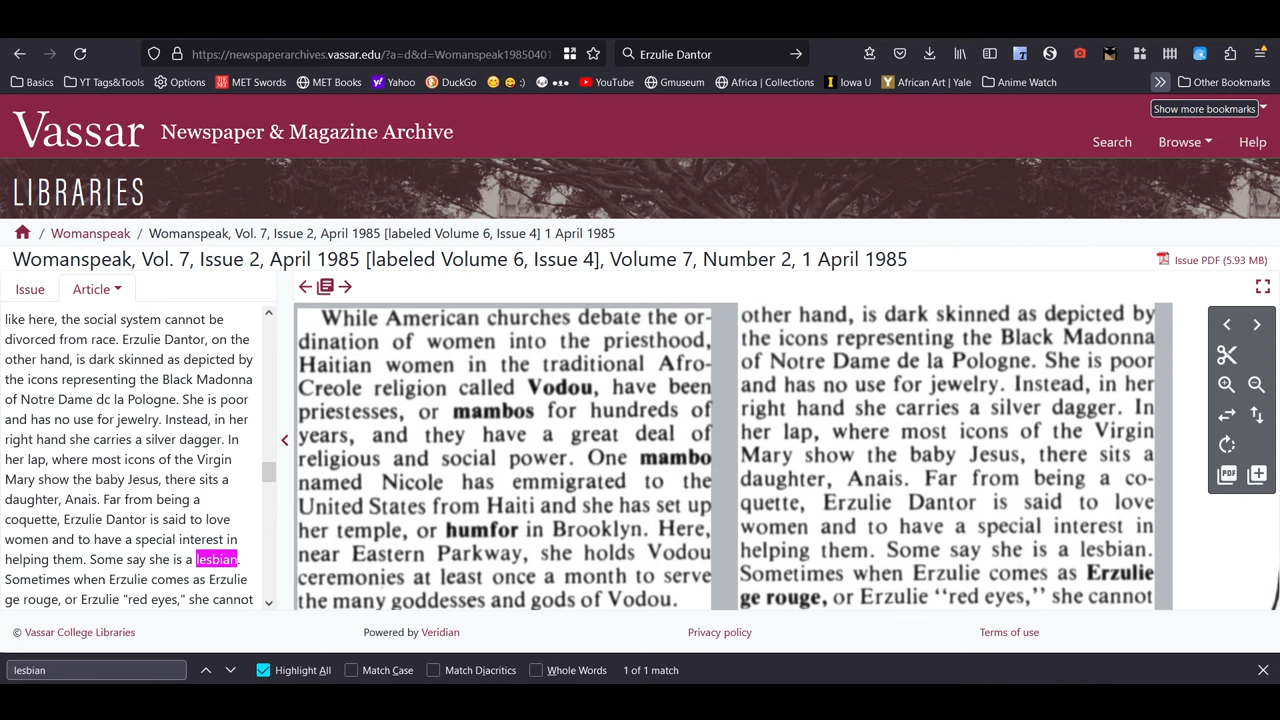 https://newspaperarchives.vassar.edu/?a=d&d=Womanspeak19850401
Erzulie Dantor
Basics
YT Tags&Tools
Options
MET Swords
MET Books
Yahoo
DuckGo
😊 :)
•••
YouTube
Gmuseum
Africa | Collections
Iowa U
African Art | Yale
Anime Watch
Other Bookmarks
Show more bookmarks
Vassar Newspaper & Magazine Archive
Search
Browse
Help
LIBRARIES
/ Womanspeak / Womanspeak, Vol. 7, Issue 2, April 1985 [labeled Volume 6, Issue 4] 1 April 1985
Womanspeak, Vol. 7, Issue 2, April 1985 [labeled Volume 6, Issue 4], Volume 7, Number 2, 1 April 1985
Issue PDF (5.93 MB)
Issue
Article
like here, the social system cannot be
divorced from race. Erzulie Dantor, on the
other hand, is dark skinned as depicted by
the icons representing the Black Madonna
of Notre Dame dc la Pologne. She is poor
and has no use for jewelry. Instead, in her
right hand she carries a silver dagger. In
her lap, where most icons of the Virgin
Mary show the baby Jesus, there sits a
daughter, Anais. Far from being a
coquette, Erzulie Dantor is said to love
women and to have a special interest in
helping them. Some say she is a lesbian.
Sometimes when Erzulie comes as Erzulie
ge rouge, or Erzulie "red eyes," she cannot
While American churches debate the or-
dination of women into the priesthood,
Haitian women in the traditional Afro-
Creole religion called Vodou, have been
priestesses, or mambos for hundreds of
years, and they have a great deal of
religious and social power. One mambo
named Nicole has emmigrated to the
United States from Haiti and she has set up
her temple, or humfor in Brooklyn. Here,
near Eastern Parkway, she holds Vodou
ceremonies at least once a month to serve
the many goddesses and gods of Vodou.
other hand, is dark skinned as depicted by
the icons representing the Black Madonna
of Notre Dame de la Pologne. She is poor
and has no use for jewelry. Instead, in her
right hand she carries a silver dagger. In
her lap, where most icons of the Virgin
Mary show the baby Jesus, there sits a
daughter, Anais. Far from being a co-
quette, Erzulie Dantor is said to love
women and to have a special interest in
helping them. Some say she is a lesbian.
Sometimes when Erzulie comes as Erzulie
ge rouge, or Erzulie "red eyes," she cannot
PDF
© Vassar College Libraries
Powered by Veridian
Privacy policy
Terms of use
lesbian
Highlight All
Match Case
Match Diacritics
Whole Words
1 of 1 match